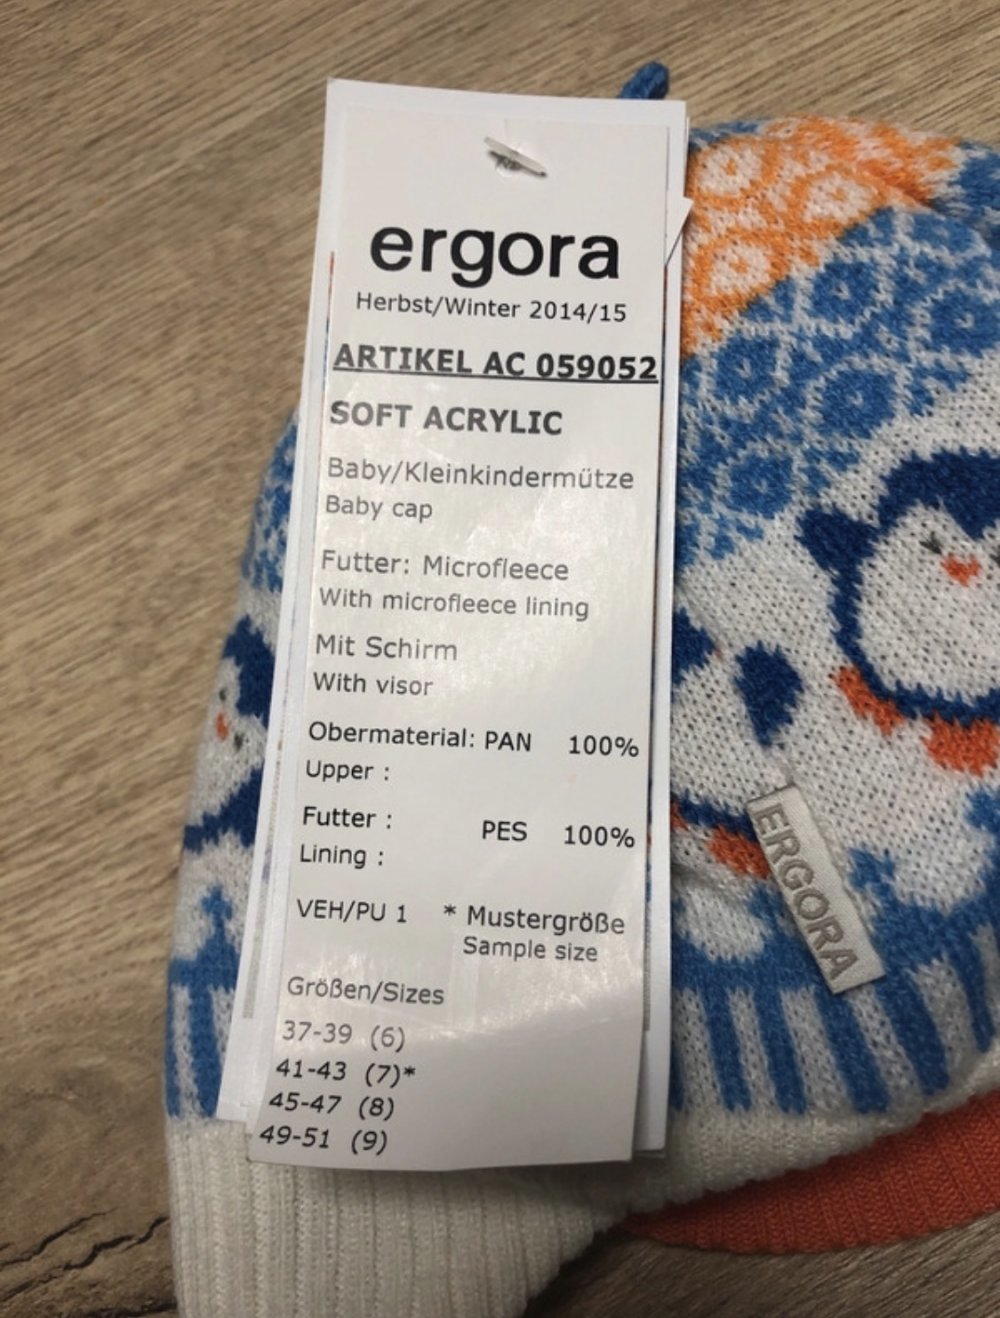 ergora
Herbst/Winter 2014/15
ARTIKEL AC 059052
SOFT ACRYLIC
Baby/Kleinkindermütze
Baby cap
Futter: Microfleece
With microfleece lining
Mit Schirm
With visor
Obermaterial: PAN 100%
Upper :
Futter : PES 100%
Lining :
VEH/PU 1 * Mustergröße
Sample size
Größen/Sizes
37-39 (6)
41-43 (7)*
45-47 (8)
49-51 (9)
ERGORA